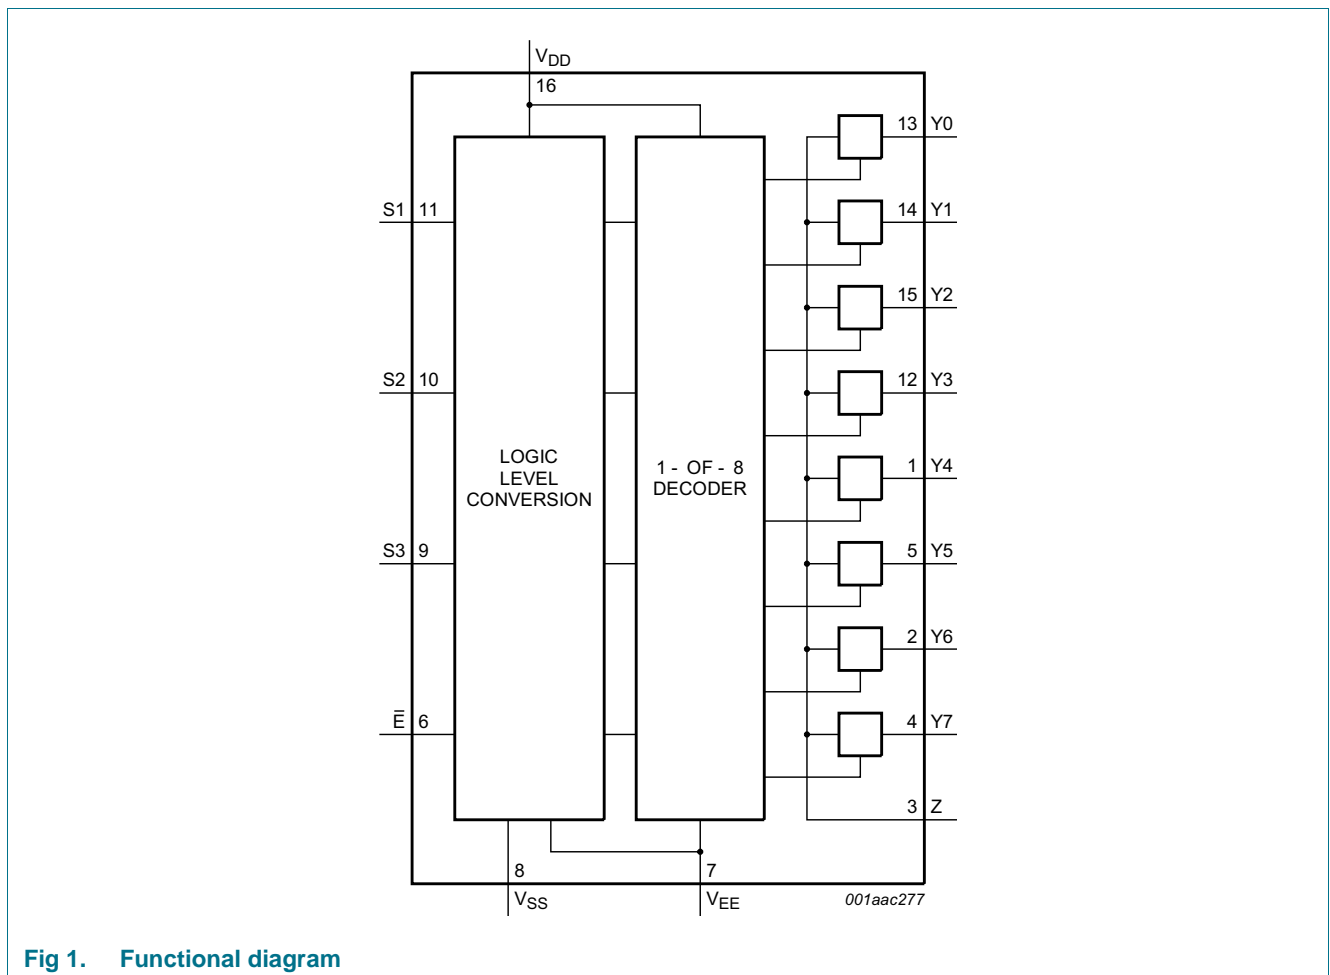 VDD
16
13 Y0
S1 11
14 Y1
15 Y2
S2 10
12 Y3
LOGIC
LEVEL
CONVERSION
1 - OF - 8
DECODER
1 Y4
S3 9
5 Y5
2 Y6
E̅ 6
4 Y7
3 Z
8
7
VSS
VEE
001aac277
Fig 1. Functional diagram